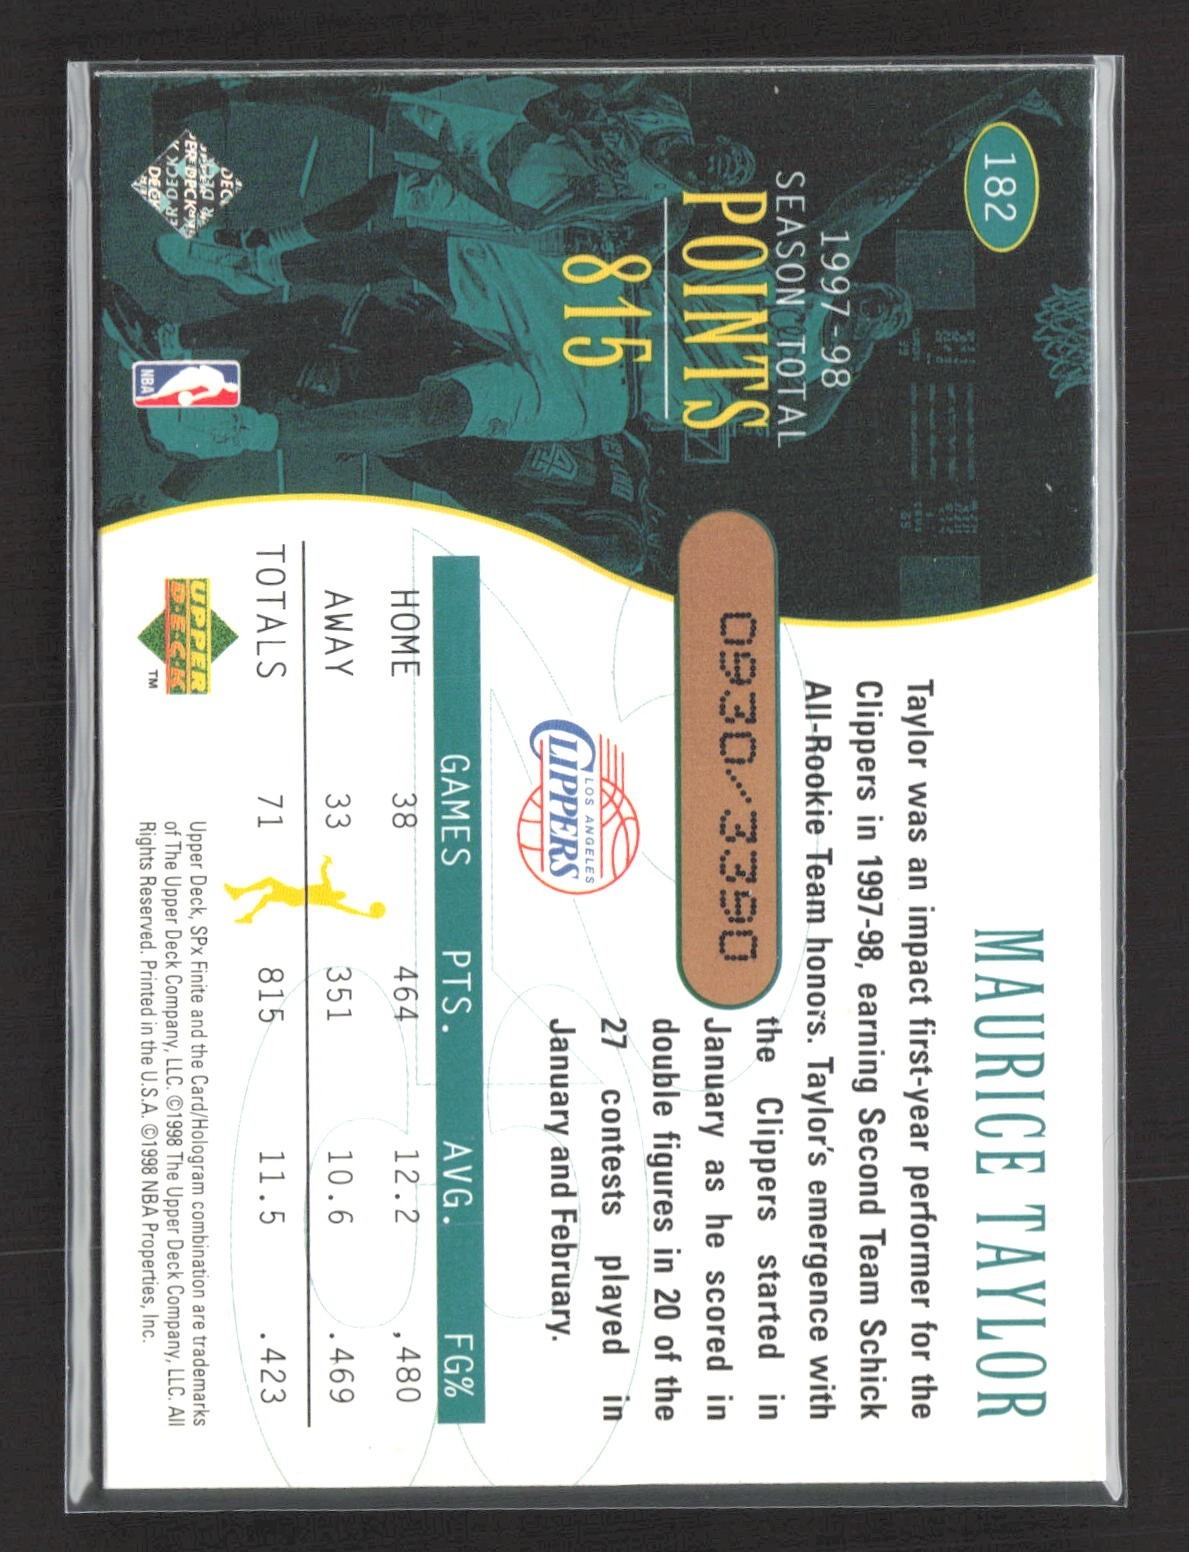 182
1997-98
SEASON TOTAL
POINTS
815
NBA
MAURICE TAYLOR
Taylor was an impact first-year performer for the
Clippers in 1997-98, earning Second Team Schick
All-Rookie Team honors. Taylor's emergence with
the Clippers started in
January as he scored in
double figures in 20 of the
27 contests played in
January and February.
0930/3390
LOS ANGELES
CLIPPERS
GAMES PTS. AVG. FG%
HOME 38 464 12.2 .480
AWAY 33 351 10.6 .469
TOTALS 71 815 11.5 .423
UPPER
DECK
TM
Upper Deck, SPx Finite and the Card/Hologram combination are trademarks
of The Upper Deck Company, LLC. ©1998 The Upper Deck Company, LLC. All
Rights Reserved. Printed in the U.S.A. ©1998 NBA Properties, Inc.